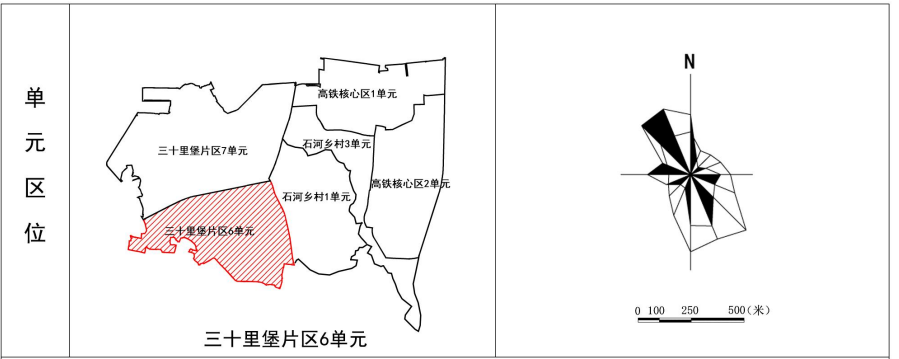 单元区位
高铁核心区1单元
石河乡村3单元
三十里堡片区7单元
高铁核心区2单元
石河乡村1单元
三十里堡片区6单元
三十里堡片区6单元
N
0 100 250 500(米)